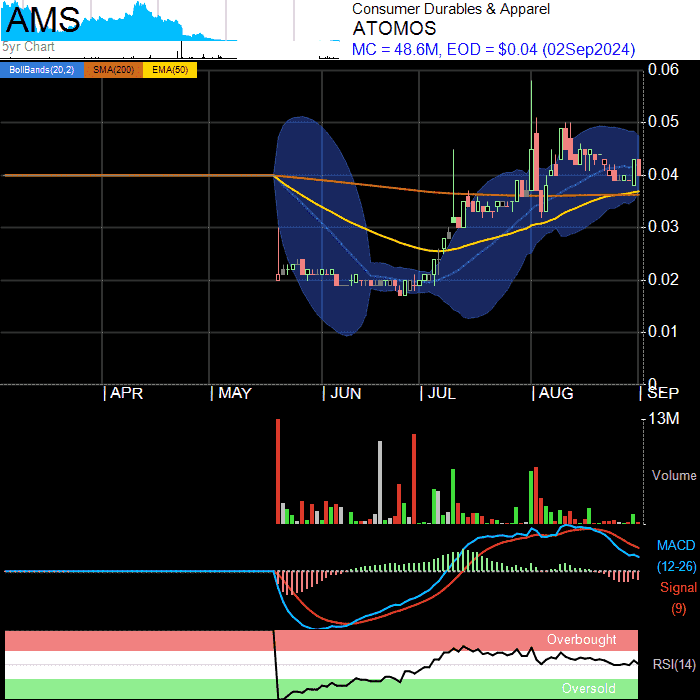 AMS
5yr Chart
Consumer Durables & Apparel
ATOMOS
MC = 48.6M, EOD = $0.04 (02Sep2024)
BollBands(20,2) SMA(200) EMA(50)
0.06
0.05
0.04
0.03
0.02
0.01
0
APR MAY JUN JUL AUG SEP
13M
Volume
MACD
(12-26)
Signal
(9)
Overbought
RSI(14)
Oversold